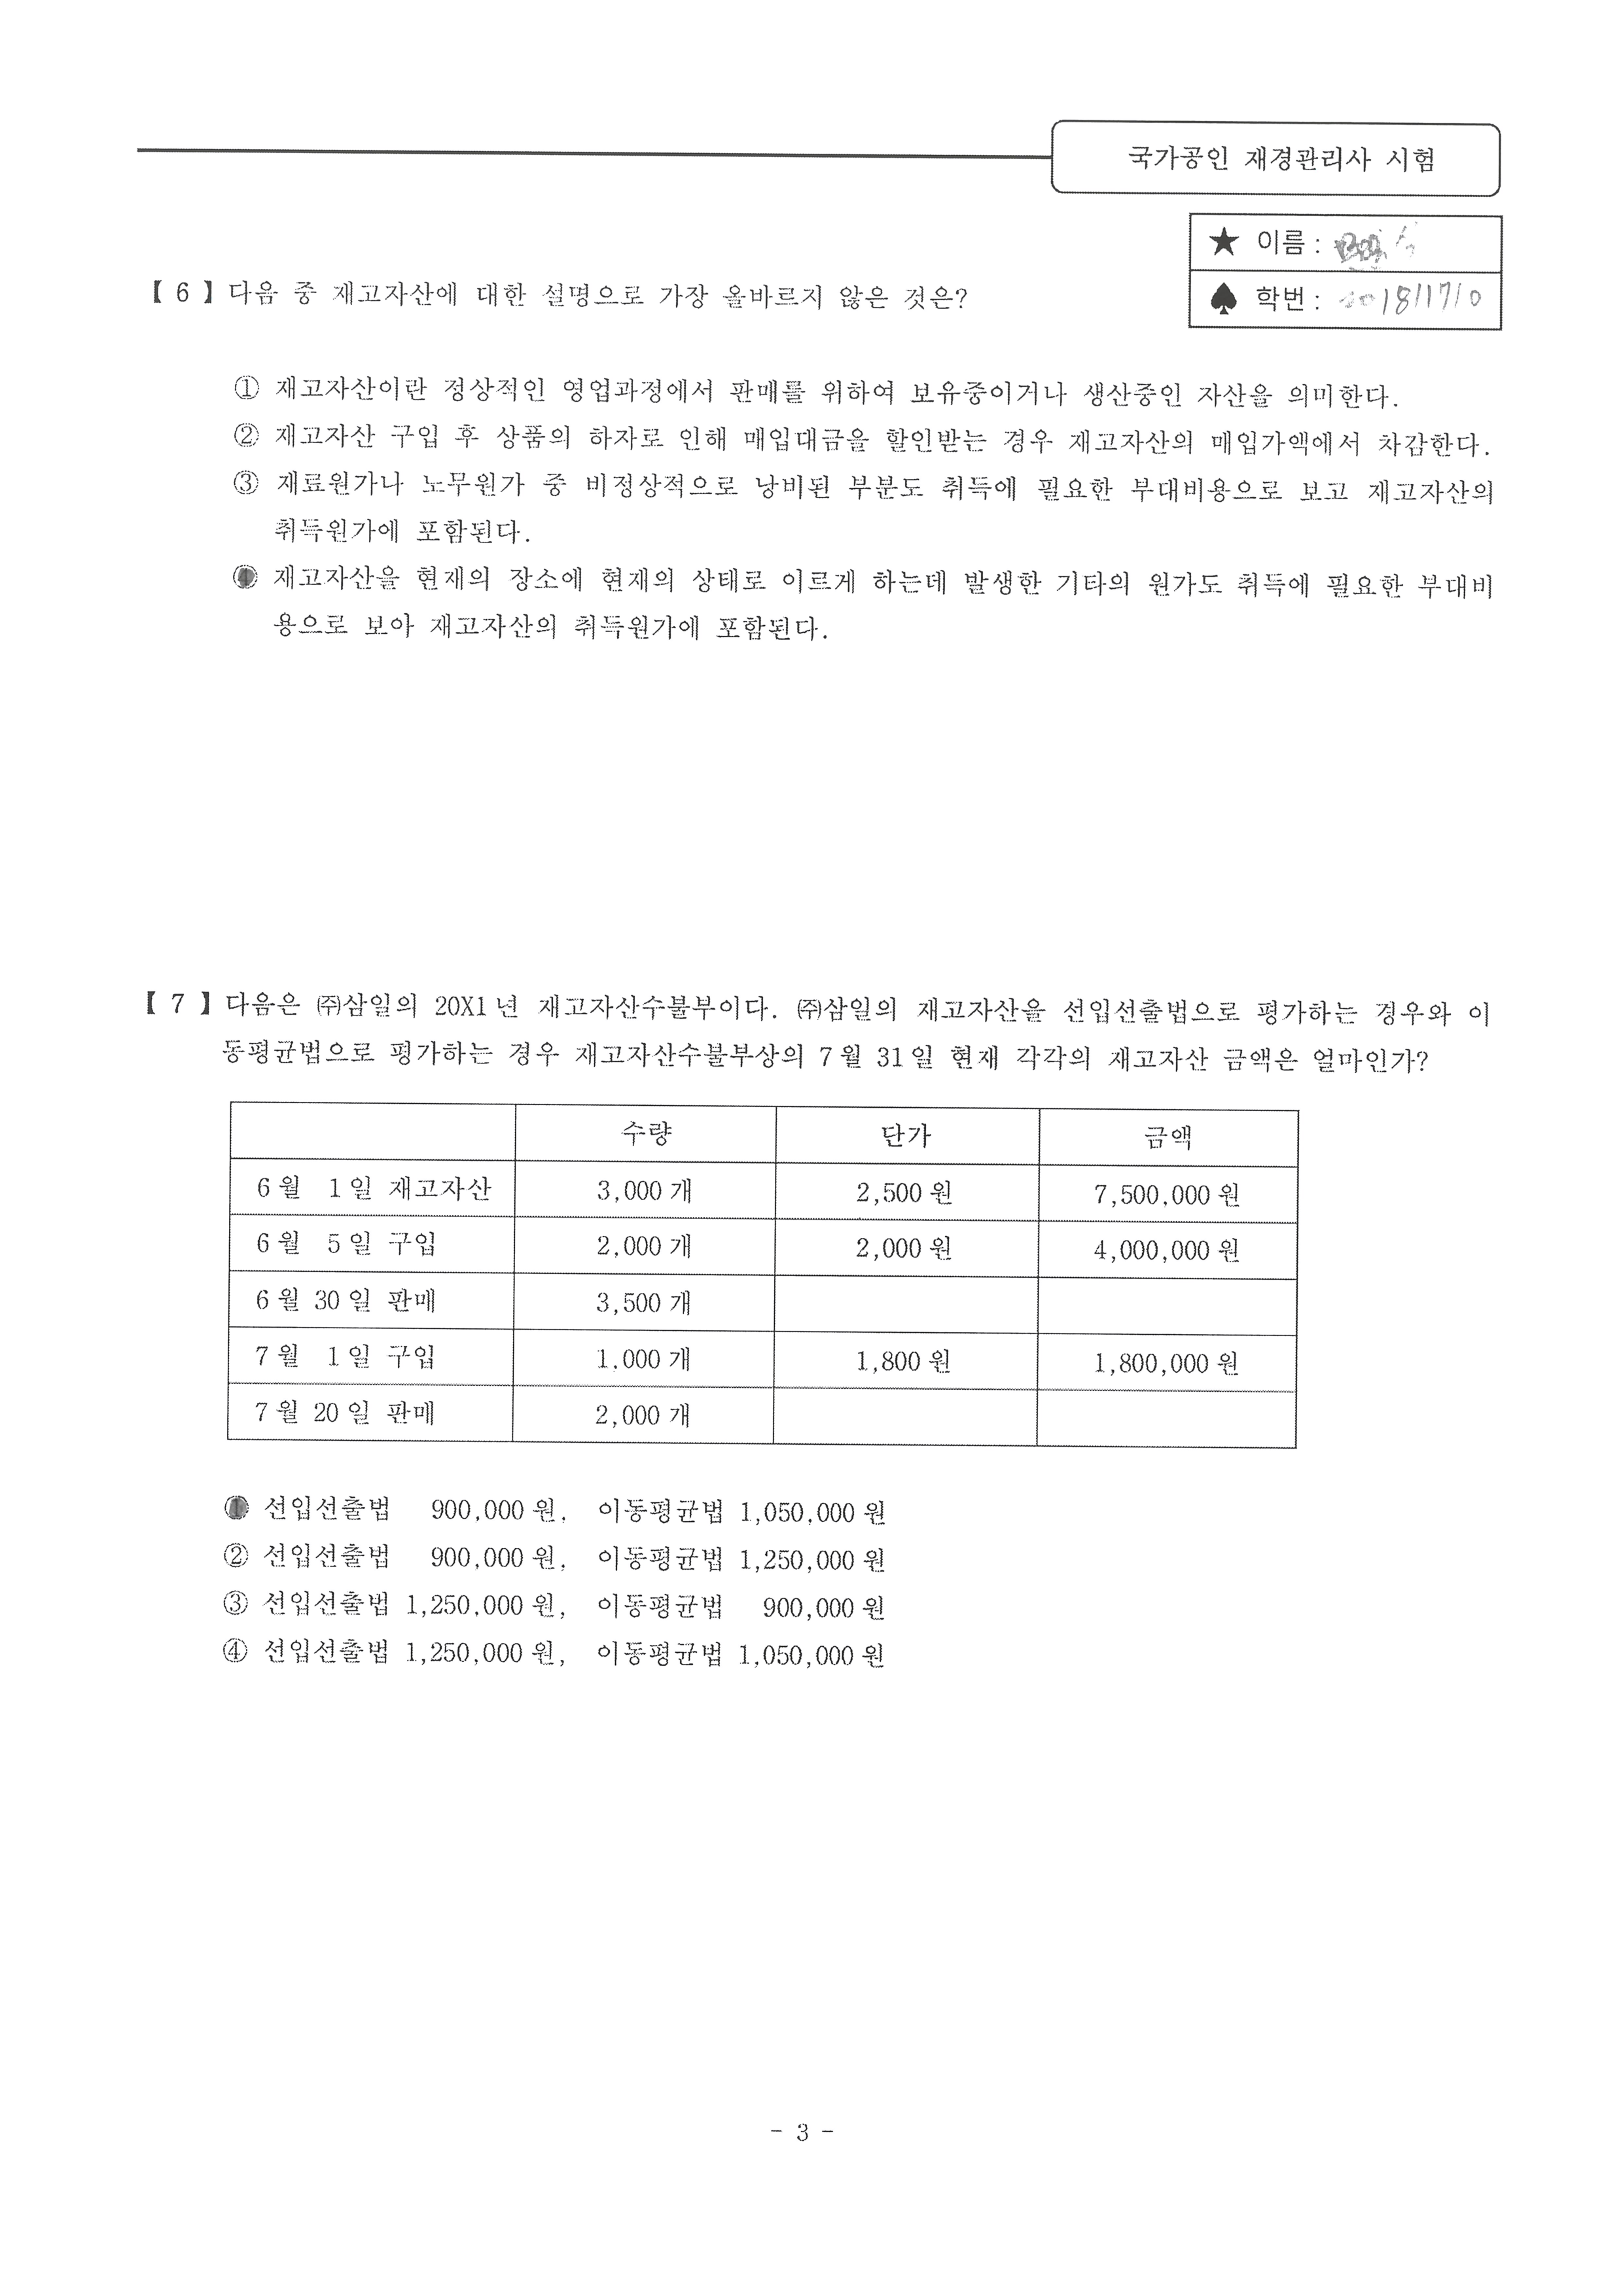 국가공인 재경관리사 시험
★ 이름 :
♠ 학번 : 18/1710
【 6 】 다음 중 재고자산에 대한 설명으로 가장 올바르지 않은 것은?
① 재고자산이란 정상적인 영업과정에서 판매를 위하여 보유중이거나 생산중인 자산을 의미한다.
② 재고자산 구입 후 상품의 하자로 인해 매입대금을 할인받는 경우 재고자산의 매입가액에서 차감한다.
③ 재료원가나 노무원가 중 비정상적으로 낭비된 부분도 취득에 필요한 부대비용으로 보고 재고자산의
취득원가에 포함된다.
④ 재고자산을 현재의 장소에 현재의 상태로 이르게 하는데 발생한 기타의 원가도 취득에 필요한 부대비
용으로 보아 재고자산의 취득원가에 포함된다.
【 7 】 다음은 ㈜삼일의 20X1년 재고자산수불부이다. ㈜삼일의 재고자산을 선입선출법으로 평가하는 경우와 이
동평균법으로 평가하는 경우 재고자산수불부상의 7월 31일 현재 각각의 재고자산 금액은 얼마인가?
수량 단가 금액
6월 1일 재고자산 3,000개 2,500원 7,500,000원
6월 5일 구입 2,000개 2,000원 4,000,000원
6월 30일 판매 3,500개
7월 1일 구입 1,000개 1,800원 1,800,000원
7월 20일 판매 2,000개
① 선입선출법 900,000원, 이동평균법 1,050,000원
② 선입선출법 900,000원, 이동평균법 1,250,000원
③ 선입선출법 1,250,000원, 이동평균법 900,000원
④ 선입선출법 1,250,000원, 이동평균법 1,050,000원
- 3 -